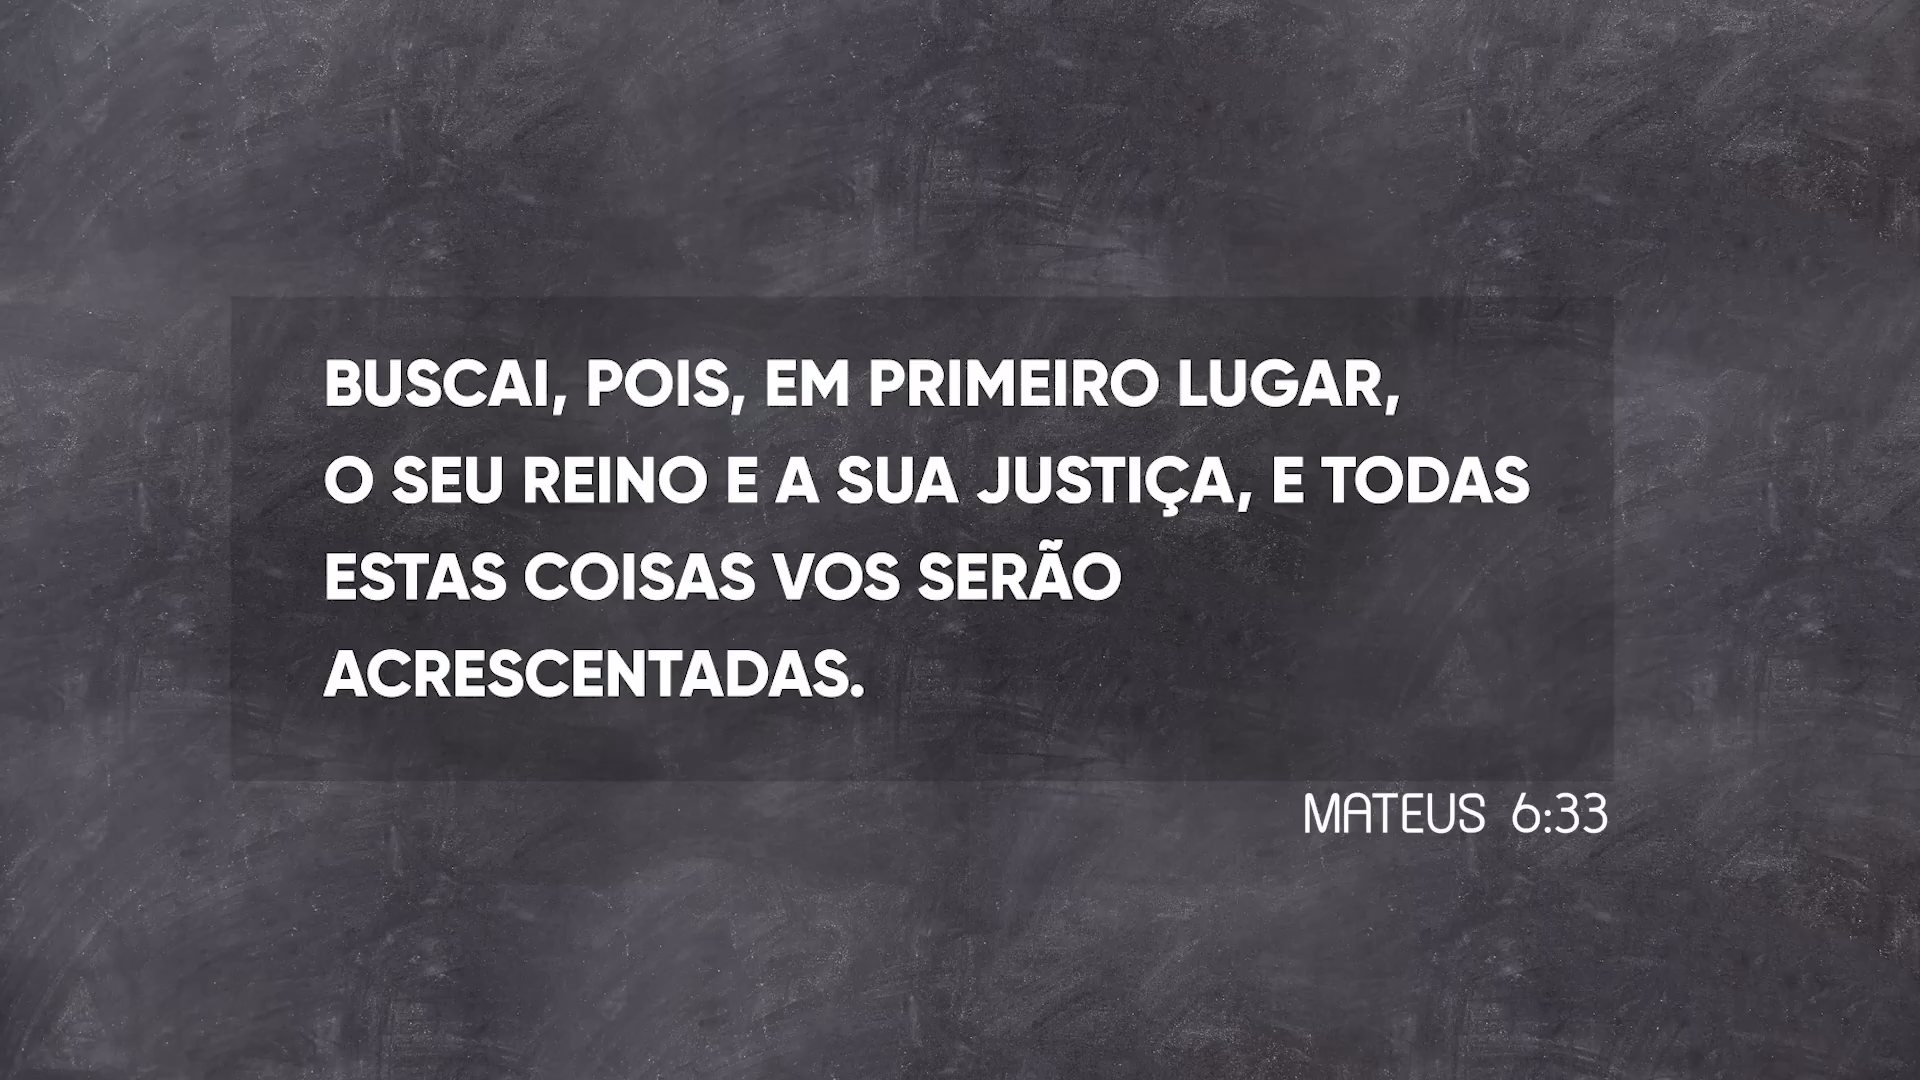 BUSCAI, POIS, EM PRIMEIRO LUGAR,
O SEU REINO E A SUA JUSTIÇA, E TODAS
ESTAS COISAS VOS SERÃO
ACRESCENTADAS.
MATEUS 6:33